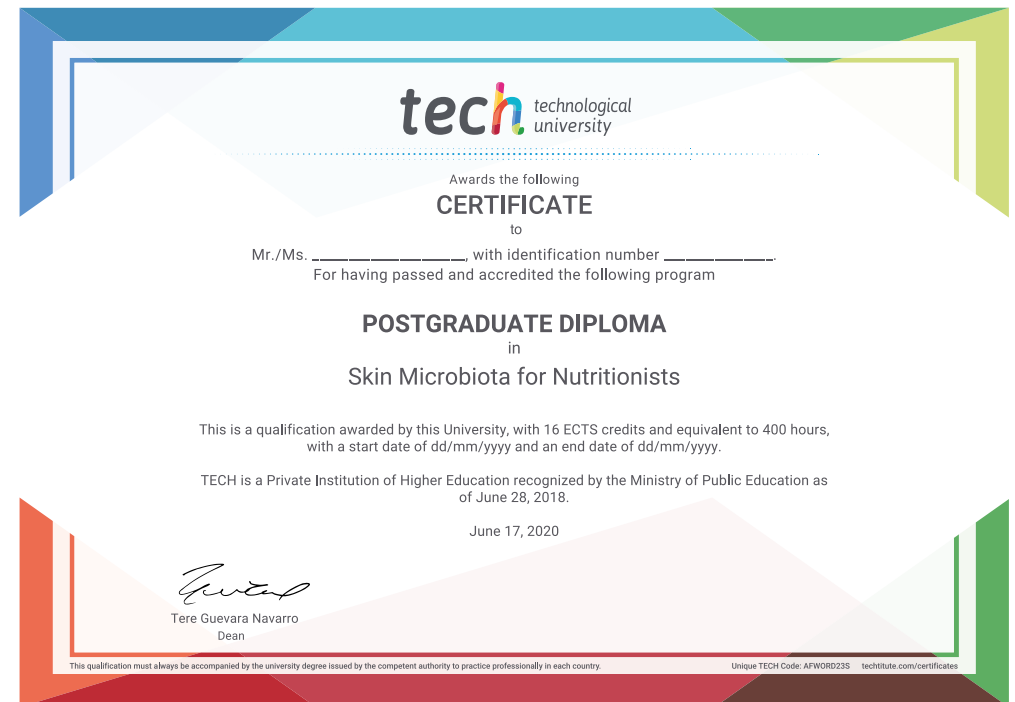 tech technological
university
Awards the following
CERTIFICATE
to
Mr./Ms. ___________________, with identification number ______________.
For having passed and accredited the following program
POSTGRADUATE DIPLOMA
in
Skin Microbiota for Nutritionists
This is a qualification awarded by this University, with 16 ECTS credits and equivalent to 400 hours,
with a start date of dd/mm/yyyy and an end date of dd/mm/yyyy.
TECH is a Private Institution of Higher Education recognized by the Ministry of Public Education as
of June 28, 2018.
June 17, 2020
Tere Guevara Navarro
Dean
This qualification must always be accompanied by the university degree issued by the competent authority to practice professionally in each country.
Unique TECH Code: AFWORD23S techtitute.com/certificates